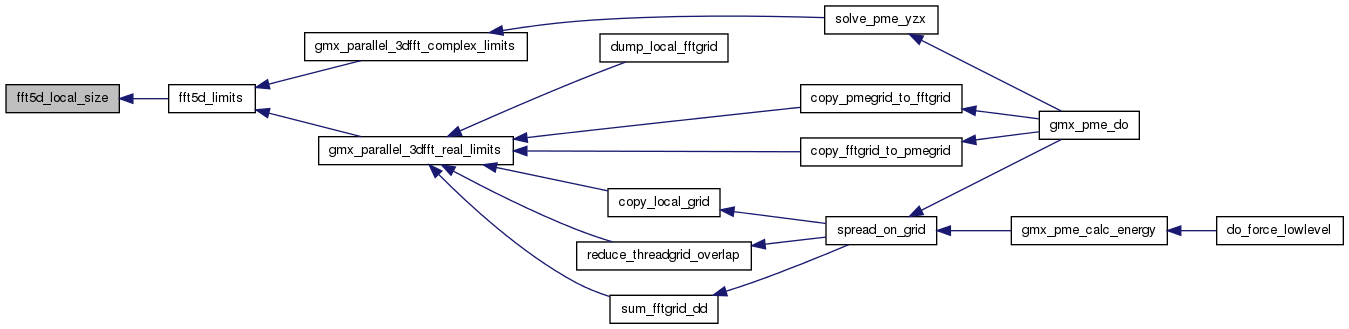 fft5d_local_size
fft5d_limits
gmx_parallel_3dfft_complex_limits
gmx_parallel_3dfft_real_limits
solve_pme_yzx
dump_local_fftgrid
copy_pmegrid_to_fftgrid
copy_fftgrid_to_pmegrid
copy_local_grid
reduce_threadgrid_overlap
sum_fftgrid_dd
spread_on_grid
gmx_pme_do
gmx_pme_calc_energy
do_force_lowlevel